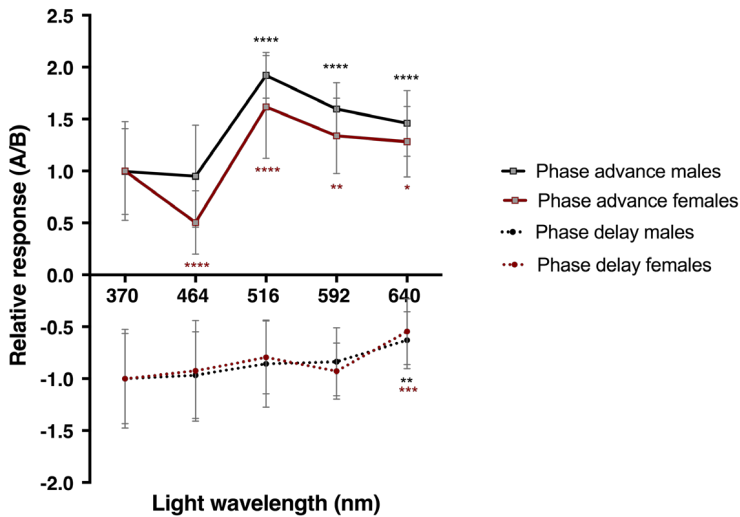 2.5
2.0
1.5
1.0
0.5
0.0
-0.5
-1.0
-1.5
-2.0
Relative response (A/B)
****
****
****
****
**
*
****
370 464 516 592 640
**
***
Light wavelength (nm)
Phase advance males
Phase advance females
Phase delay males
Phase delay females